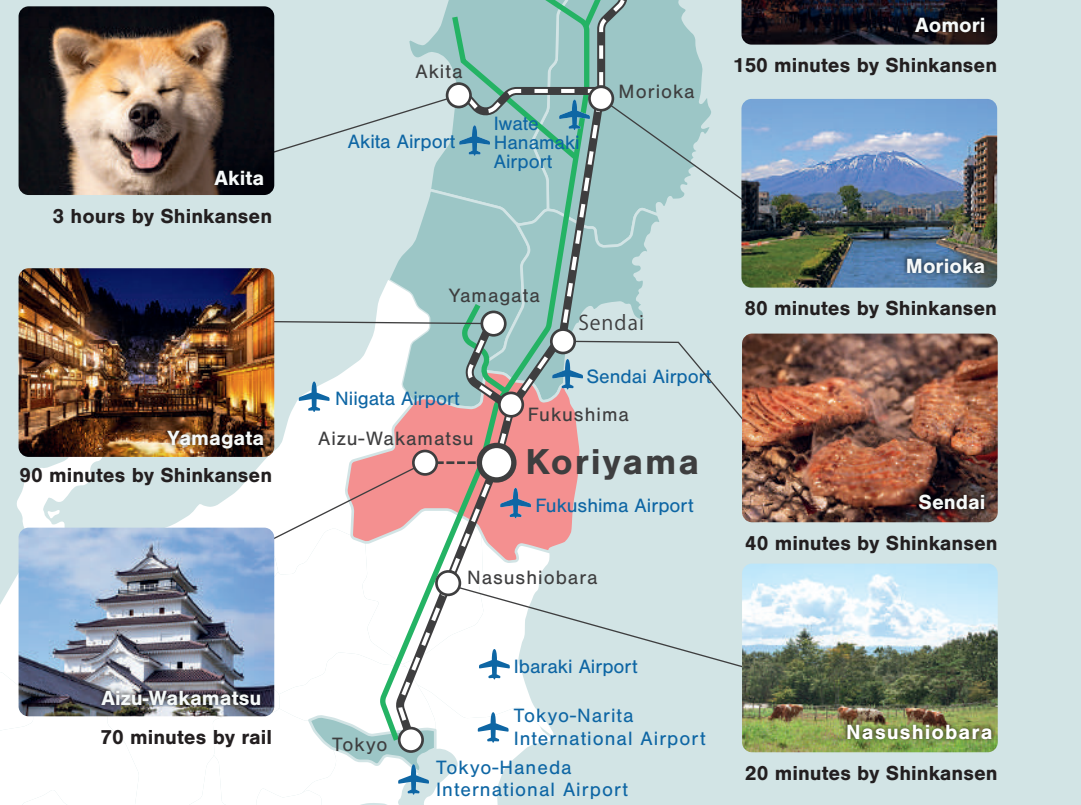 Akita
3 hours by Shinkansen
Yamagata
90 minutes by Shinkansen
Aizu-Wakamatsu
70 minutes by rail
Akita
Morioka
Akita Airport
Iwate
Hanamaki
Airport
Yamagata
Sendai
Sendai Airport
Niigata Airport
Fukushima
Aizu-Wakamatsu
Koriyama
Fukushima Airport
Nasushiobara
Ibaraki Airport
Tokyo-Narita
International Airport
Tokyo
Tokyo-Haneda
International Airport
Aomori
150 minutes by Shinkansen
Morioka
80 minutes by Shinkansen
Sendai
40 minutes by Shinkansen
Nasushiobara
20 minutes by Shinkansen